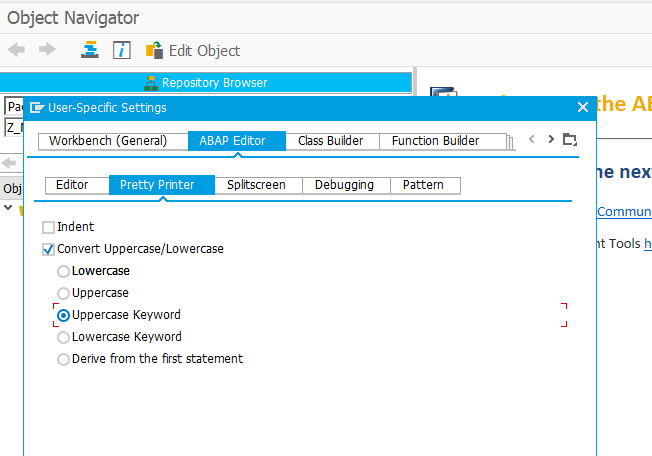 Object Navigator
Edit Object
Repository Browser
the AB
User-Specific Settings
Workbench (General) ABAP Editor Class Builder Function Builder
Editor Pretty Printer Splitscreen Debugging Pattern
Indent
Convert Uppercase/Lowercase
Lowercase
Uppercase
Uppercase Keyword
Lowercase Keyword
Derive from the first statement
Pac
Z_
Obj
he next
Commun
nt Tools h